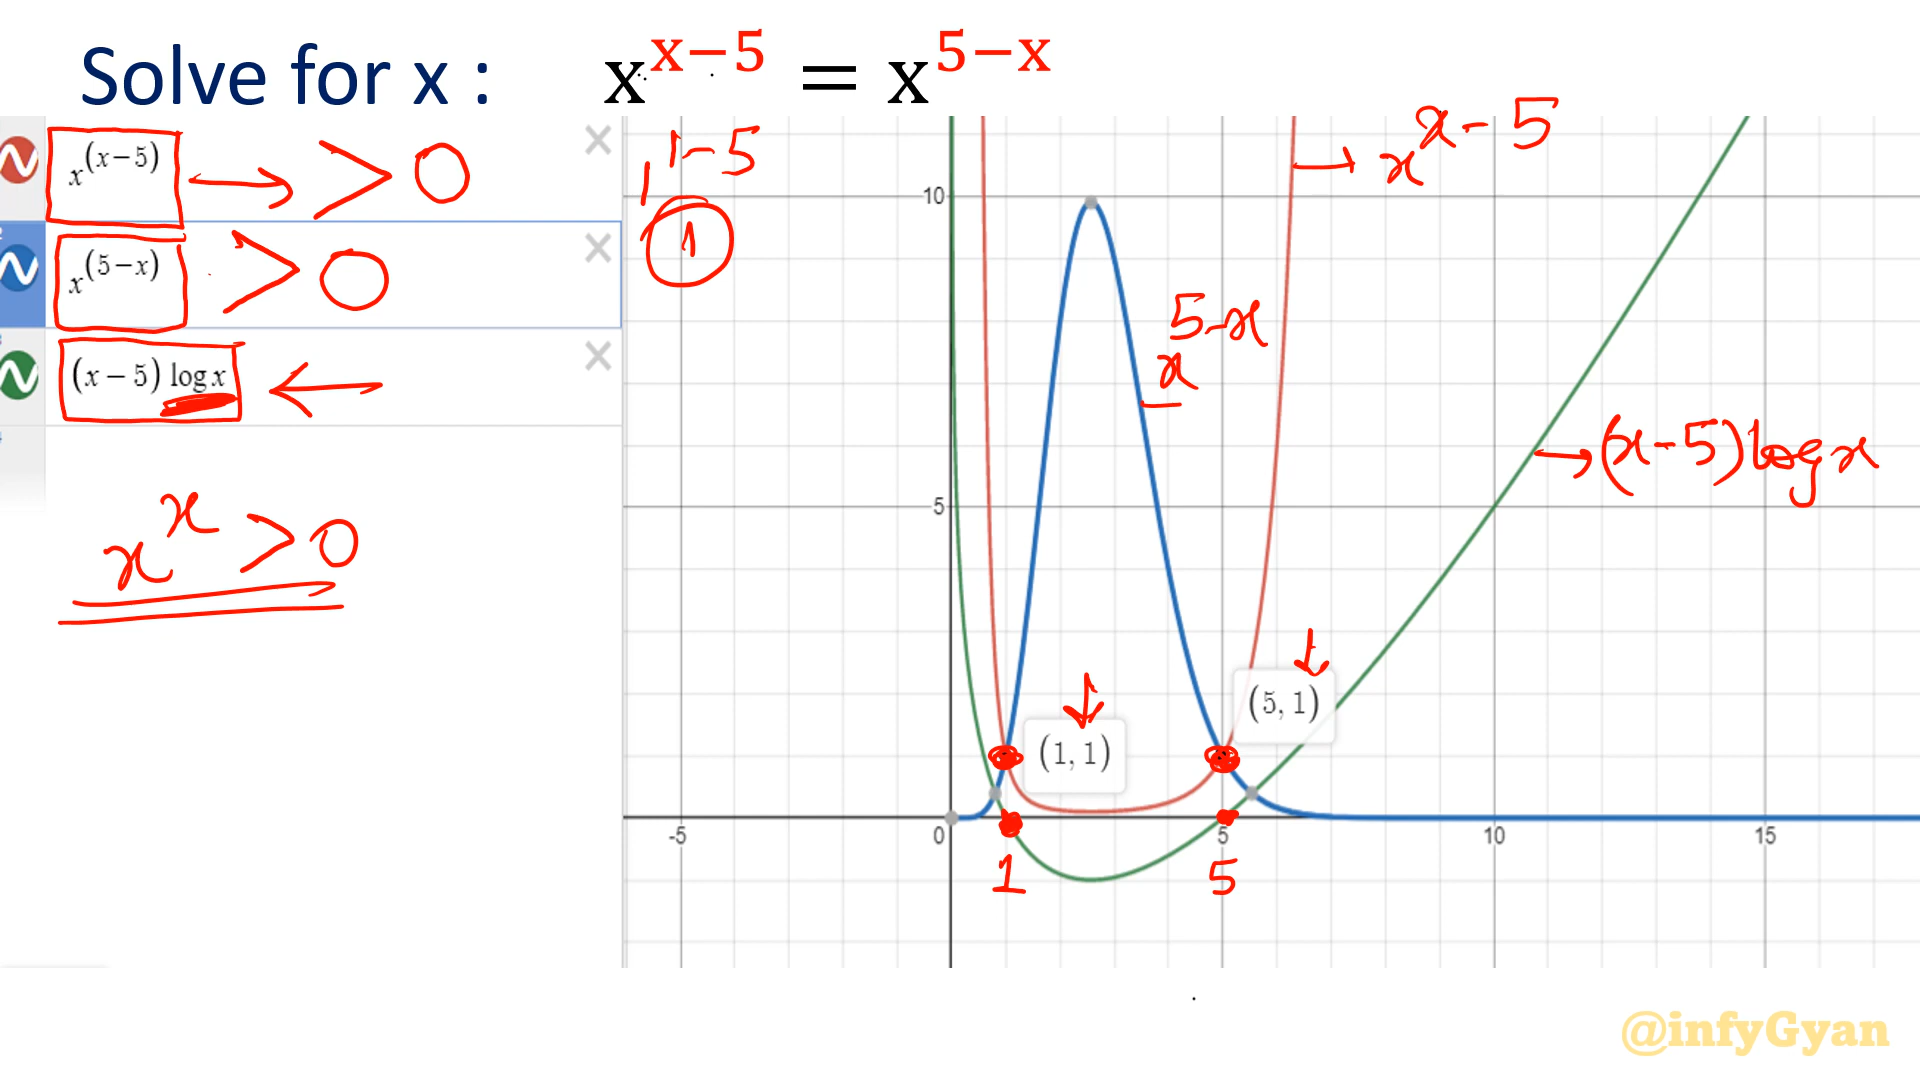 Solve for x : x^(x−5) = x^(5−x)
x^(x−5) → > 0
x^(5−x) > 0
(x − 5) log x ←
x^x > 0
1^(1−5)
1
→ x^(x−5)
x^(5−x)
→ (x−5) log x
10
5
(5, 1)
(1, 1)
-5 0 5 10 15
1 5
@infyGyan